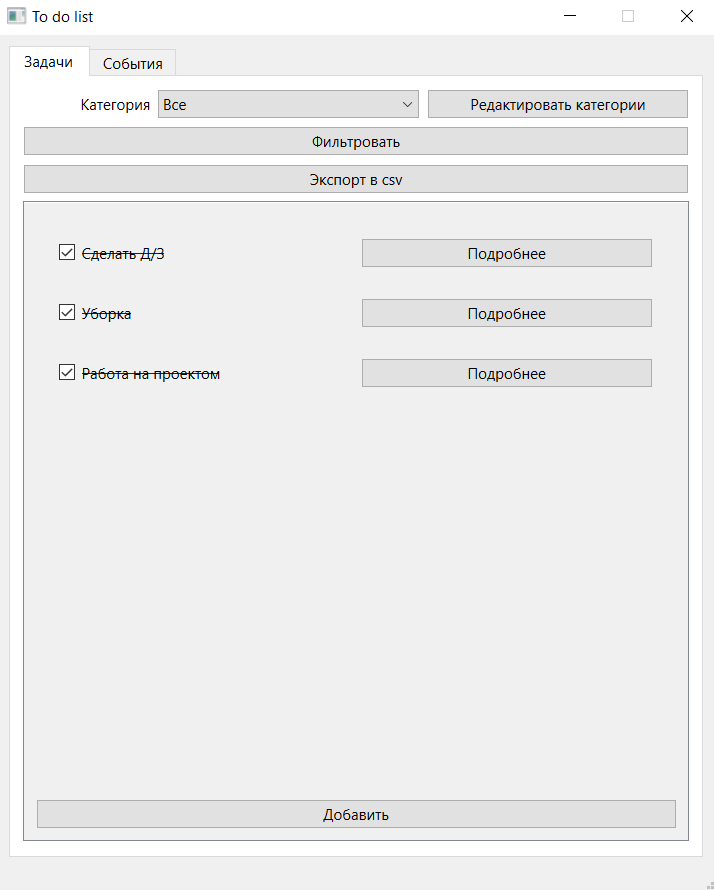 To do list
Задачи
События
Категория
Все
Редактировать категории
Фильтровать
Экспорт в csv
Сделать Д/З
Подробнее
Уборка
Подробнее
Работа на проектом
Подробнее
Добавить